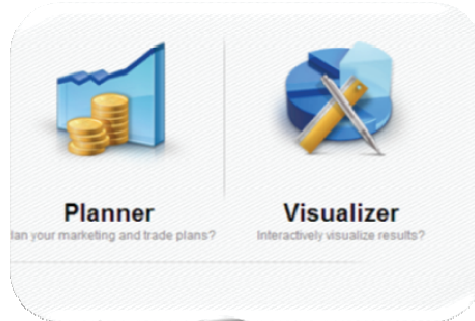 Planner
lan your marketing and trade plans?
Visualizer
Interactively visualize results?